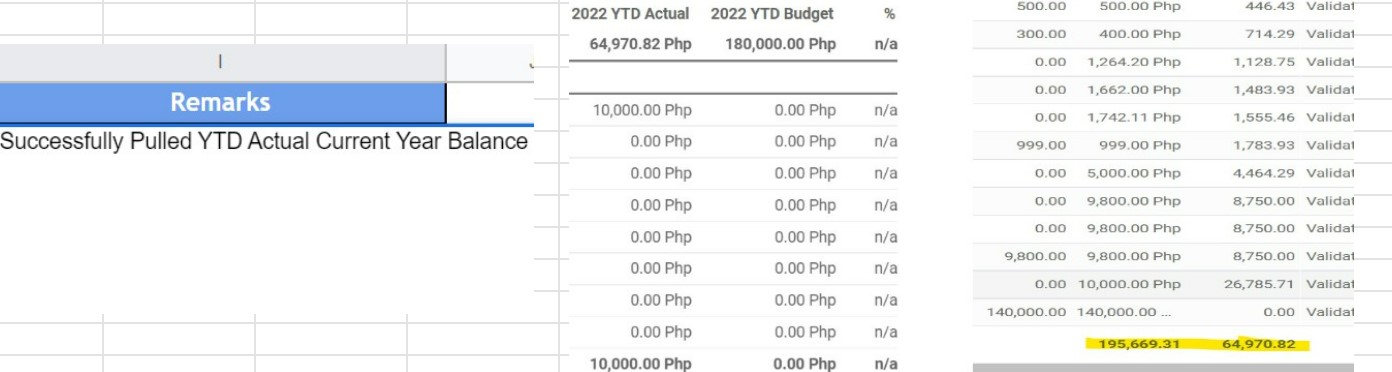 I
Remarks
Successfully Pulled YTD Actual Current Year Balance
2022 YTD Actual 2022 YTD Budget %
64,970.82 Php 180,000.00 Php n/a
10,000.00 Php 0.00 Php n/a
0.00 Php 0.00 Php n/a
0.00 Php 0.00 Php n/a
0.00 Php 0.00 Php n/a
0.00 Php 0.00 Php n/a
0.00 Php 0.00 Php n/a
0.00 Php 0.00 Php n/a
0.00 Php 0.00 Php n/a
10,000.00 Php 0.00 Php n/a
500.00 500.00 Php 446.43 Validat
300.00 400.00 Php 714.29 Validat
0.00 1,264.20 Php 1,128.75 Validat
0.00 1,662.00 Php 1,483.93 Validat
0.00 1,742.11 Php 1,555.46 Validat
999.00 999.00 Php 1,783.93 Validat
0.00 5,000.00 Php 4,464.29 Validat
0.00 9,800.00 Php 8,750.00 Validat
0.00 9,800.00 Php 8,750.00 Validat
9,800.00 9,800.00 Php 8,750.00 Validat
0.00 10,000.00 Php 26,785.71 Validat
140,000.00 140,000.00 ... 0.00 Validat
195,669.31 64,970.82